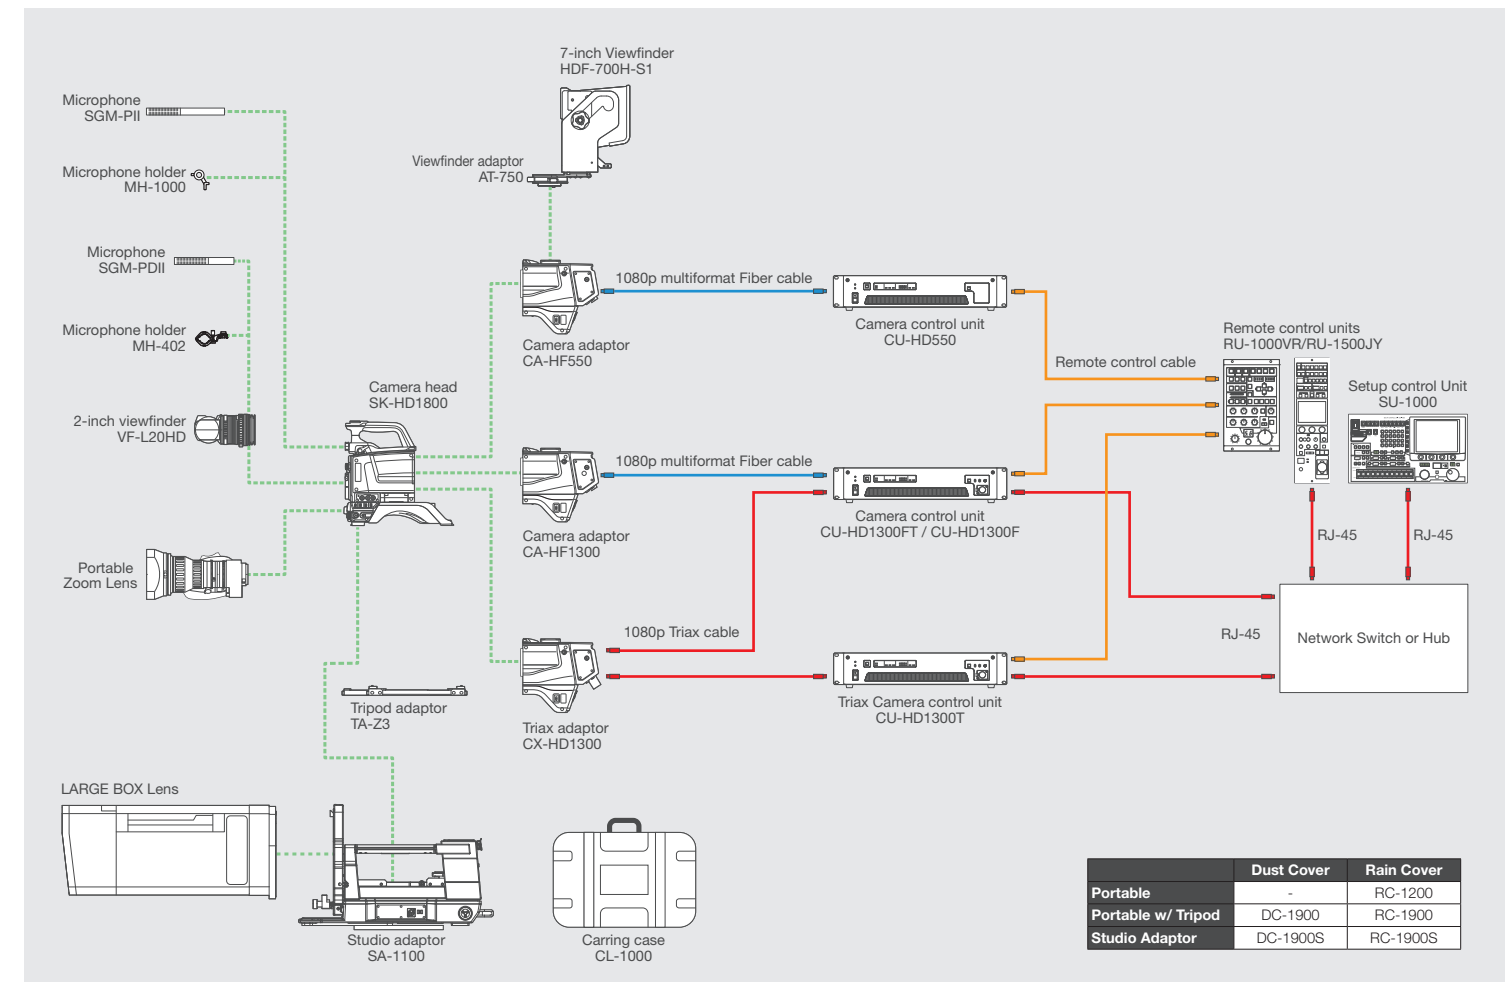 7-inch Viewfinder
HDF-700H-S1
Microphone
SGM-PII
Viewfinder adaptor
AT-750
Microphone holder
MH-1000
Microphone
SGM-PDII
1080p multiformat Fiber cable
Camera control unit
CU-HD550
Microphone holder
MH-402
Camera adaptor
CA-HF550
Remote control units
RU-1000VR/RU-1500JY
Remote control cable
Camera head
SK-HD1800
Setup control Unit
SU-1000
2-inch viewfinder
VF-L20HD
1080p multiformat Fiber cable
Camera control unit
CU-HD1300FT / CU-HD1300F
Camera adaptor
CA-HF1300
RJ-45
RJ-45
Portable
Zoom Lens
1080p Triax cable
RJ-45
Network Switch or Hub
Tripod adaptor
TA-Z3
Triax adaptor
CX-HD1300
Triax Camera control unit
CU-HD1300T
LARGE BOX Lens
Studio adaptor
SA-1100
Carring case
CL-1000
Dust Cover Rain Cover
Portable - RC-1200
Portable w/ Tripod DC-1900 RC-1900
Studio Adaptor DC-1900S RC-1900S